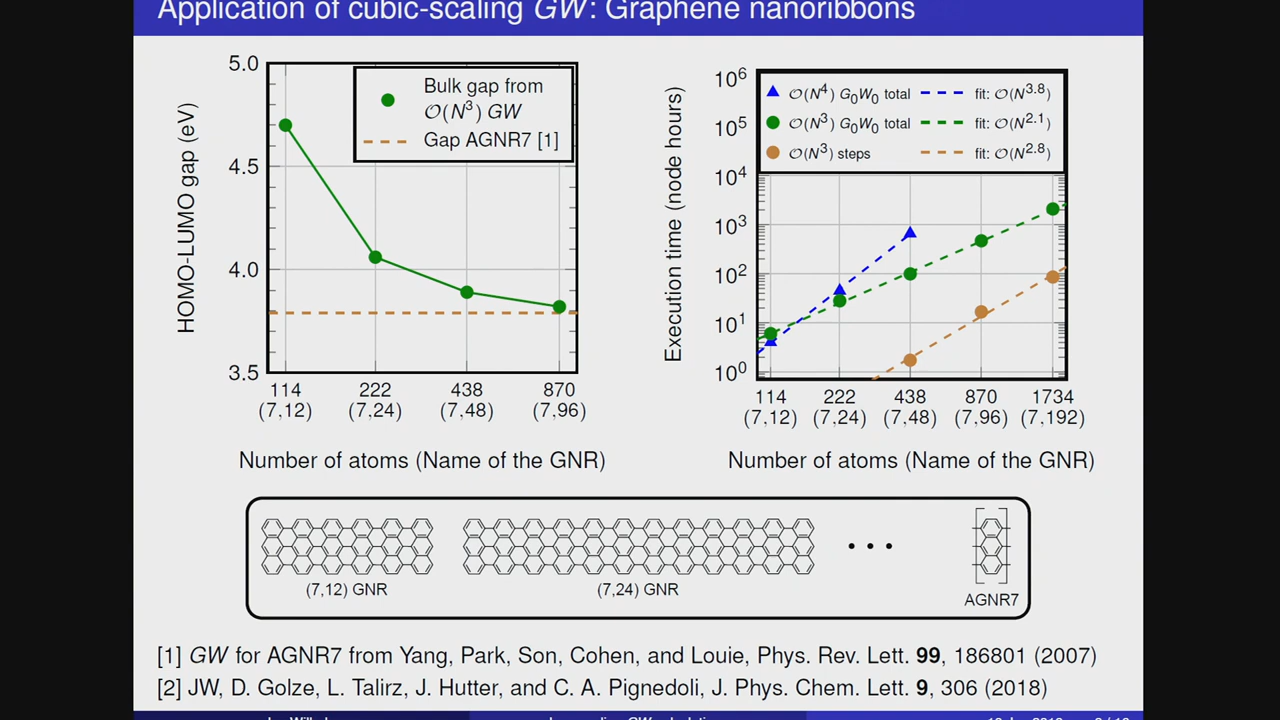 Application of cubic-scaling GW: Graphene nanoribbons
HOMO-LUMO gap (eV)
5.0
4.5
4.0
3.5
Bulk gap from
O(N³) GW
Gap AGNR7 [1]
114 222 438 870
(7,12) (7,24) (7,48) (7,96)
Number of atoms (Name of the GNR)
Execution time (node hours)
10⁶
10⁵
10⁴
10³
10²
10¹
10⁰
O(N⁴) G₀W₀ total fit: O(N³·⁸)
O(N³) G₀W₀ total fit: O(N²·¹)
O(N³) steps fit: O(N²·⁸)
114 222 438 870 1734
(7,12) (7,24) (7,48) (7,96) (7,192)
Number of atoms (Name of the GNR)
(7,12) GNR
(7,24) GNR
AGNR7
[1] GW for AGNR7 from Yang, Park, Son, Cohen, and Louie, Phys. Rev. Lett. 99, 186801 (2007)
[2] JW, D. Golze, L. Talirz, J. Hutter, and C. A. Pignedoli, J. Phys. Chem. Lett. 9, 306 (2018)